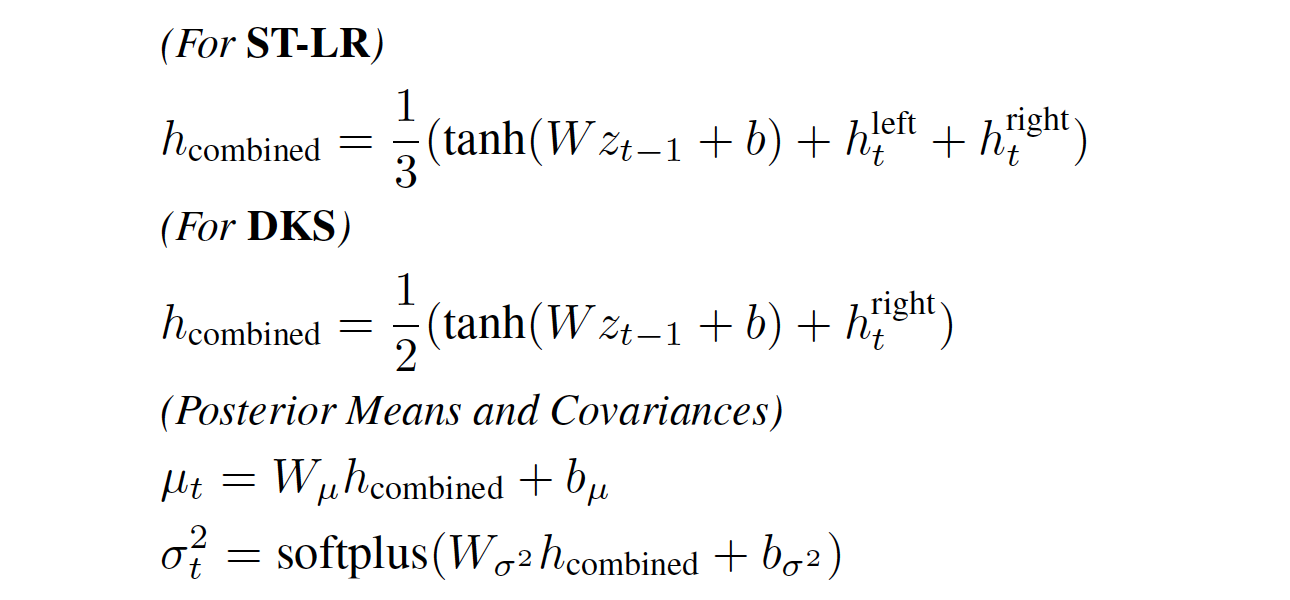 (For ST-LR)
h_combined = \frac{1}{3}(tanh(W z_{t−1} + b) + h_t^{left} + h_t^{right})
(For DKS)
h_combined = \frac{1}{2}(tanh(W z_{t−1} + b) + h_t^{right})
(Posterior Means and Covariances)
μ_t = W_μ h_combined + b_μ
σ_t^2 = softplus(W_{σ^2} h_combined + b_{σ^2})